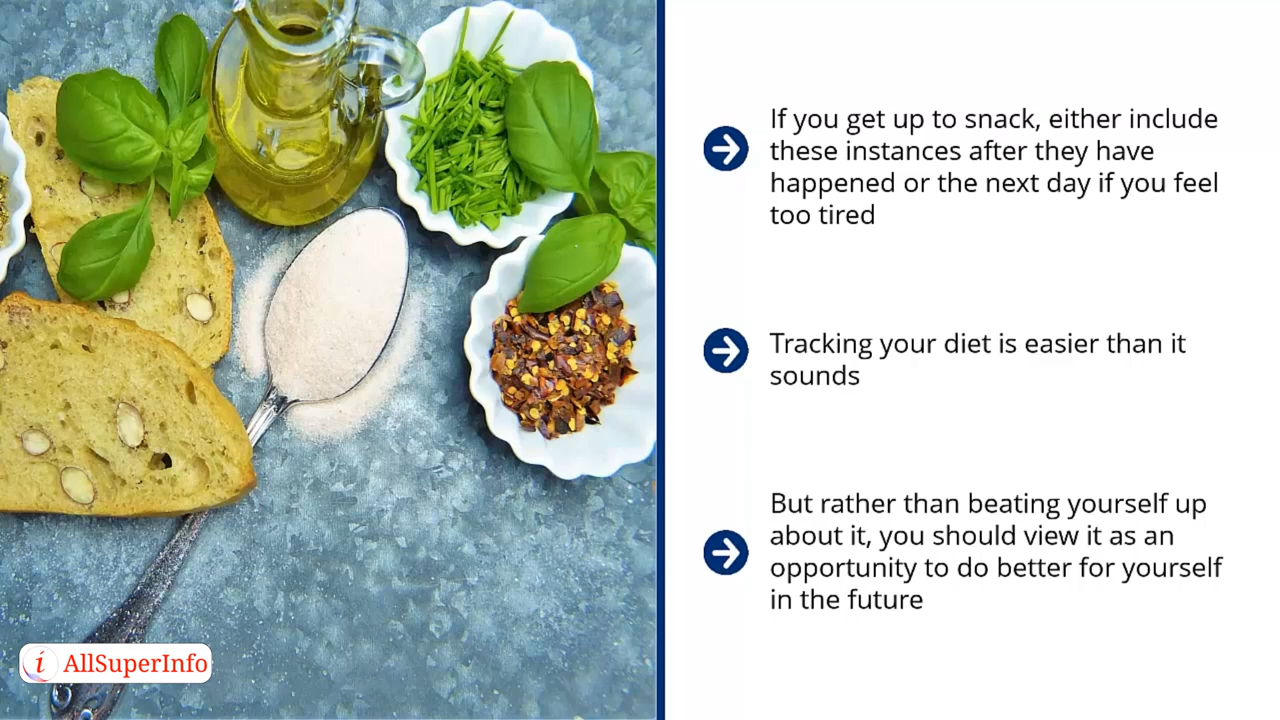 If you get up to snack, either include
these instances after they have
happened or the next day if you feel
too tired
Tracking your diet is easier than it
sounds
But rather than beating yourself up
about it, you should view it as an
opportunity to do better for yourself
in the future
i AllSuperInfo